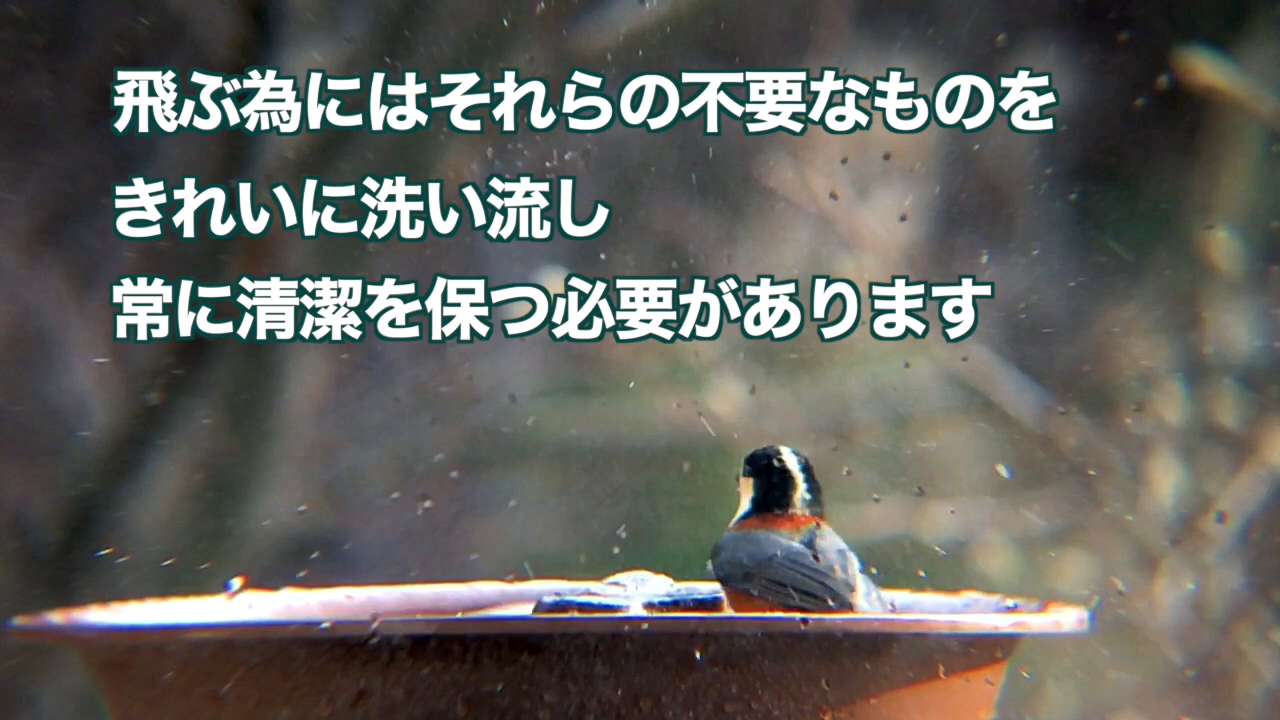 飛ぶ為にはそれらの不要なものを
きれいに洗い流し
常に清潔を保つ必要があります